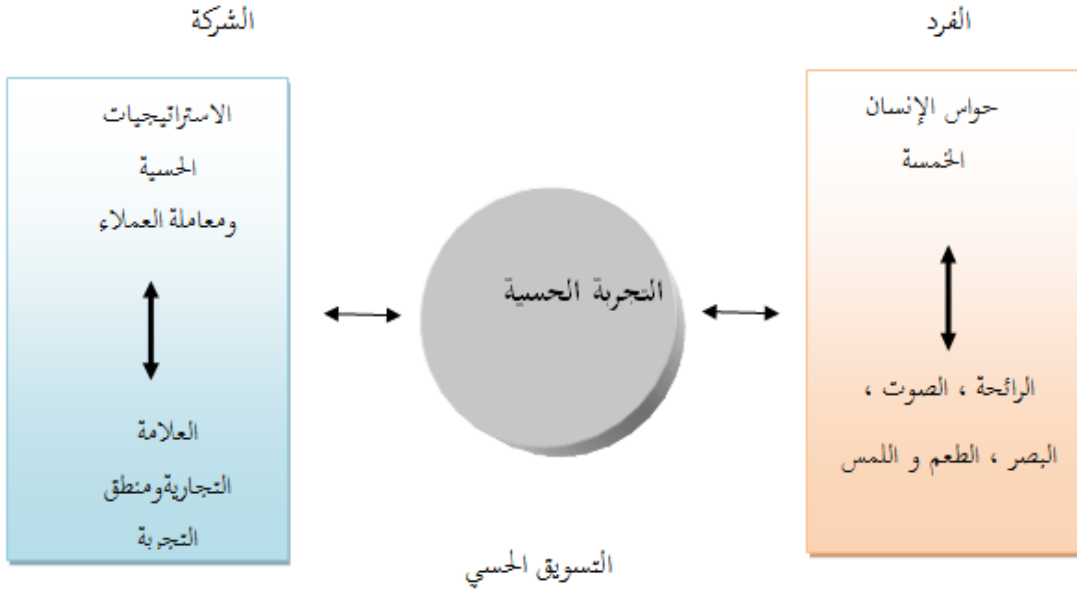 الفرد
الشركة
حواس الإنسان
الخمسة
الرائحة ، الصوت ،
البصر ، الطعم و اللمس
التجربة الحسية
الاستراتيجيات
الحسية
ومعاملة العملاء
العلامة
التجاريةومنطق
التجربة
التسويق الحسي